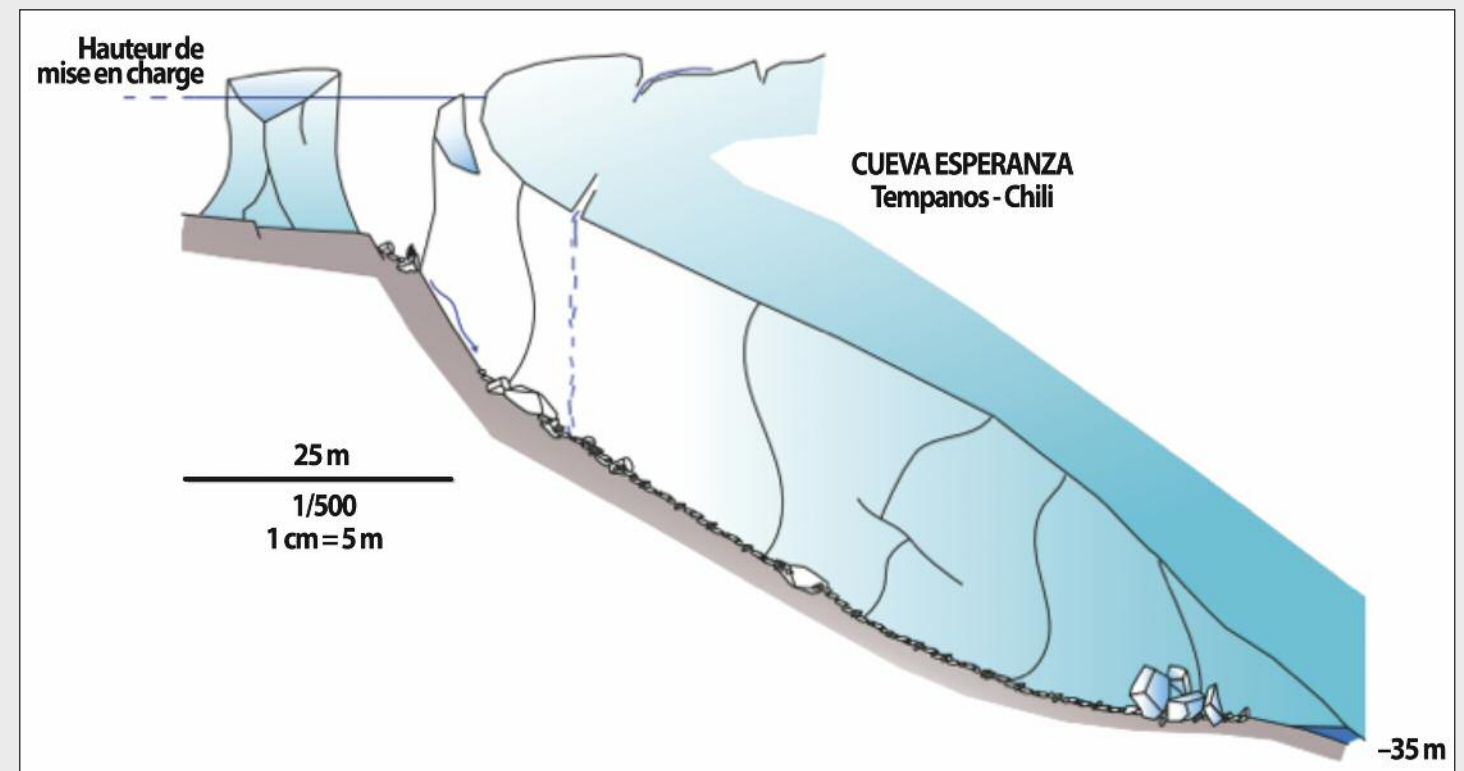 Hauteur de
mise en charge
CUEVA ESPERANZA
Tempanos - Chili
25 m
1/500
1 cm = 5 m
–35 m